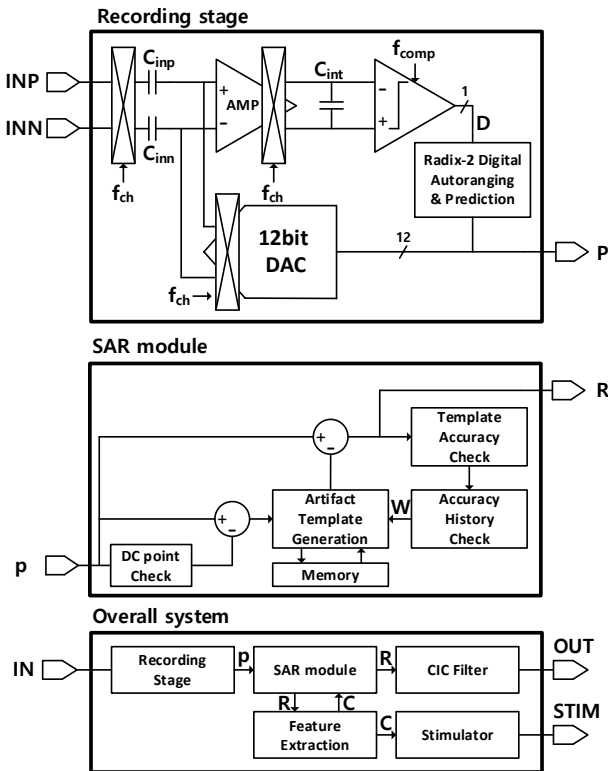 Recording stage
INP
INN
Cinp
Cinn
fch
+
−
AMP
fch
Cint
fcomp
−
+
1
D
Radix-2 Digital
Autoranging
& Prediction
fch
12bit
DAC
12
P
SAR module
R
+
−
Template
Accuracy
Check
+
−
Artifact
Template
Generation
W
Accuracy
History
Check
p
DC point
Check
Memory
Overall system
IN
Recording
Stage
p
SAR module
R
CIC Filter
OUT
R
C
Feature
Extraction
C
Stimulator
STIM